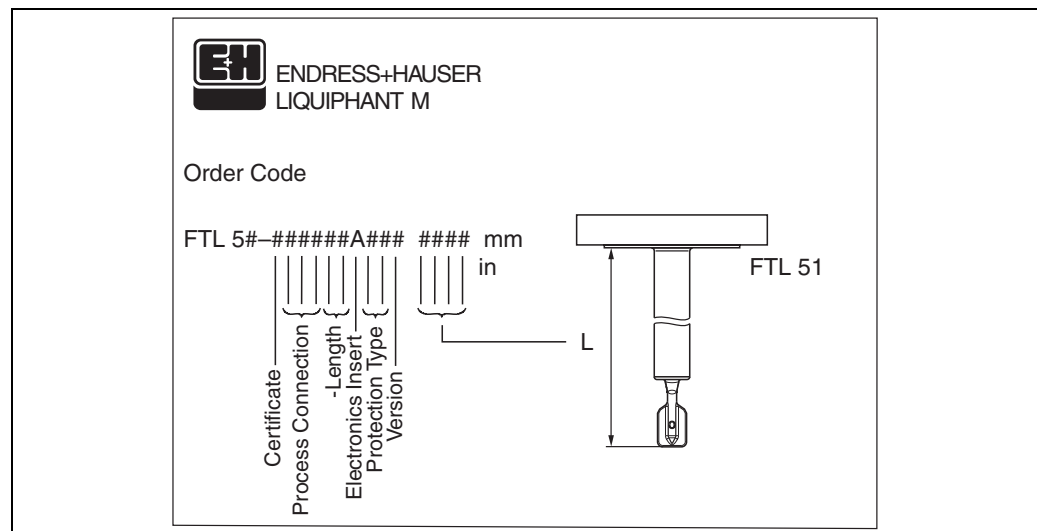 E+H
ENDRESS+HAUSER
LIQUIPHANT M
Order Code
FTL 5#–######A### #### mm
in
FTL 51
L
Certificate
Process Connection
-Length
Electronics Insert
Protection Type
Version